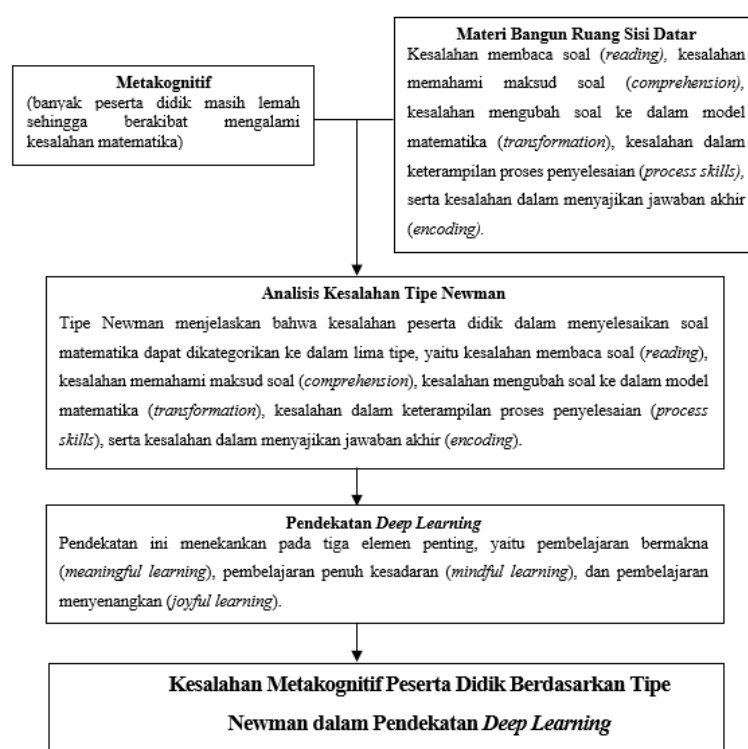 Metakognitif
(banyak peserta didik masih lemah
sehingga berakibat mengalami
kesalahan matematika)
Materi Bangun Ruang Sisi Datar
Kesalahan membaca soal (reading), kesalahan
memahami maksud soal (comprehension),
kesalahan mengubah soal ke dalam model
matematika (transformation), kesalahan dalam
keterampilan proses penyelesaian (process skills),
serta kesalahan dalam menyajikan jawaban akhir
(encoding).
Analisis Kesalahan Tipe Newman
Tipe Newman menjelaskan bahwa kesalahan peserta didik dalam menyelesaikan soal
matematika dapat dikategorikan ke dalam lima tipe, yaitu kesalahan membaca soal (reading),
kesalahan memahami maksud soal (comprehension), kesalahan mengubah soal ke dalam model
matematika (transformation), kesalahan dalam keterampilan proses penyelesaian (process
skills), serta kesalahan dalam menyajikan jawaban akhir (encoding).
Pendekatan Deep Learning
Pendekatan ini menekankan pada tiga elemen penting, yaitu pembelajaran bermakna
(meaningful learning), pembelajaran penuh kesadaran (mindful learning), dan pembelajaran
menyenangkan (joyful learning).
Kesalahan Metakognitif Peserta Didik Berdasarkan Tipe
Newman dalam Pendekatan Deep Learning